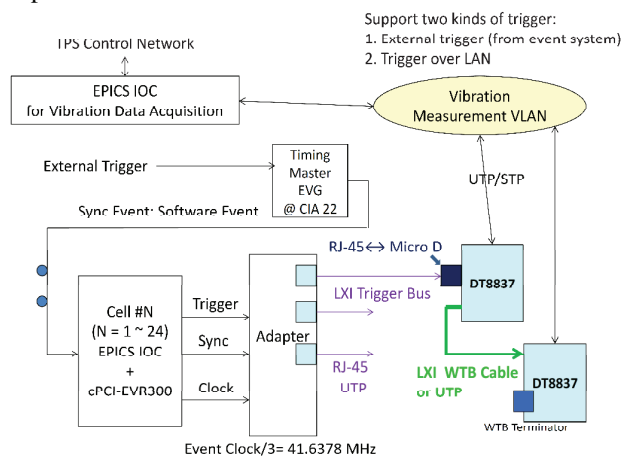 Support two kinds of trigger:
1. External trigger (from event system)
2. Trigger over LAN
TPS Control Network
EPICS IOC
for Vibration Data Acquisition
Vibration
Measurement VLAN
External Trigger
Timing
Master
EVG
@ CIA 22
UTP/STP
Sync Event: Software Event
RJ-45⟷ Micro D
DT8837
LXI Trigger Bus
Cell #N
(N = 1 ~ 24)
EPICS IOC
+
cPCI-EVR300
Trigger
Sync
Clock
Adapter
RJ-45
UTP
LXI WTB Cable
or UTP
DT8837
WTB Terminator
Event Clock/3= 41.6378 MHz